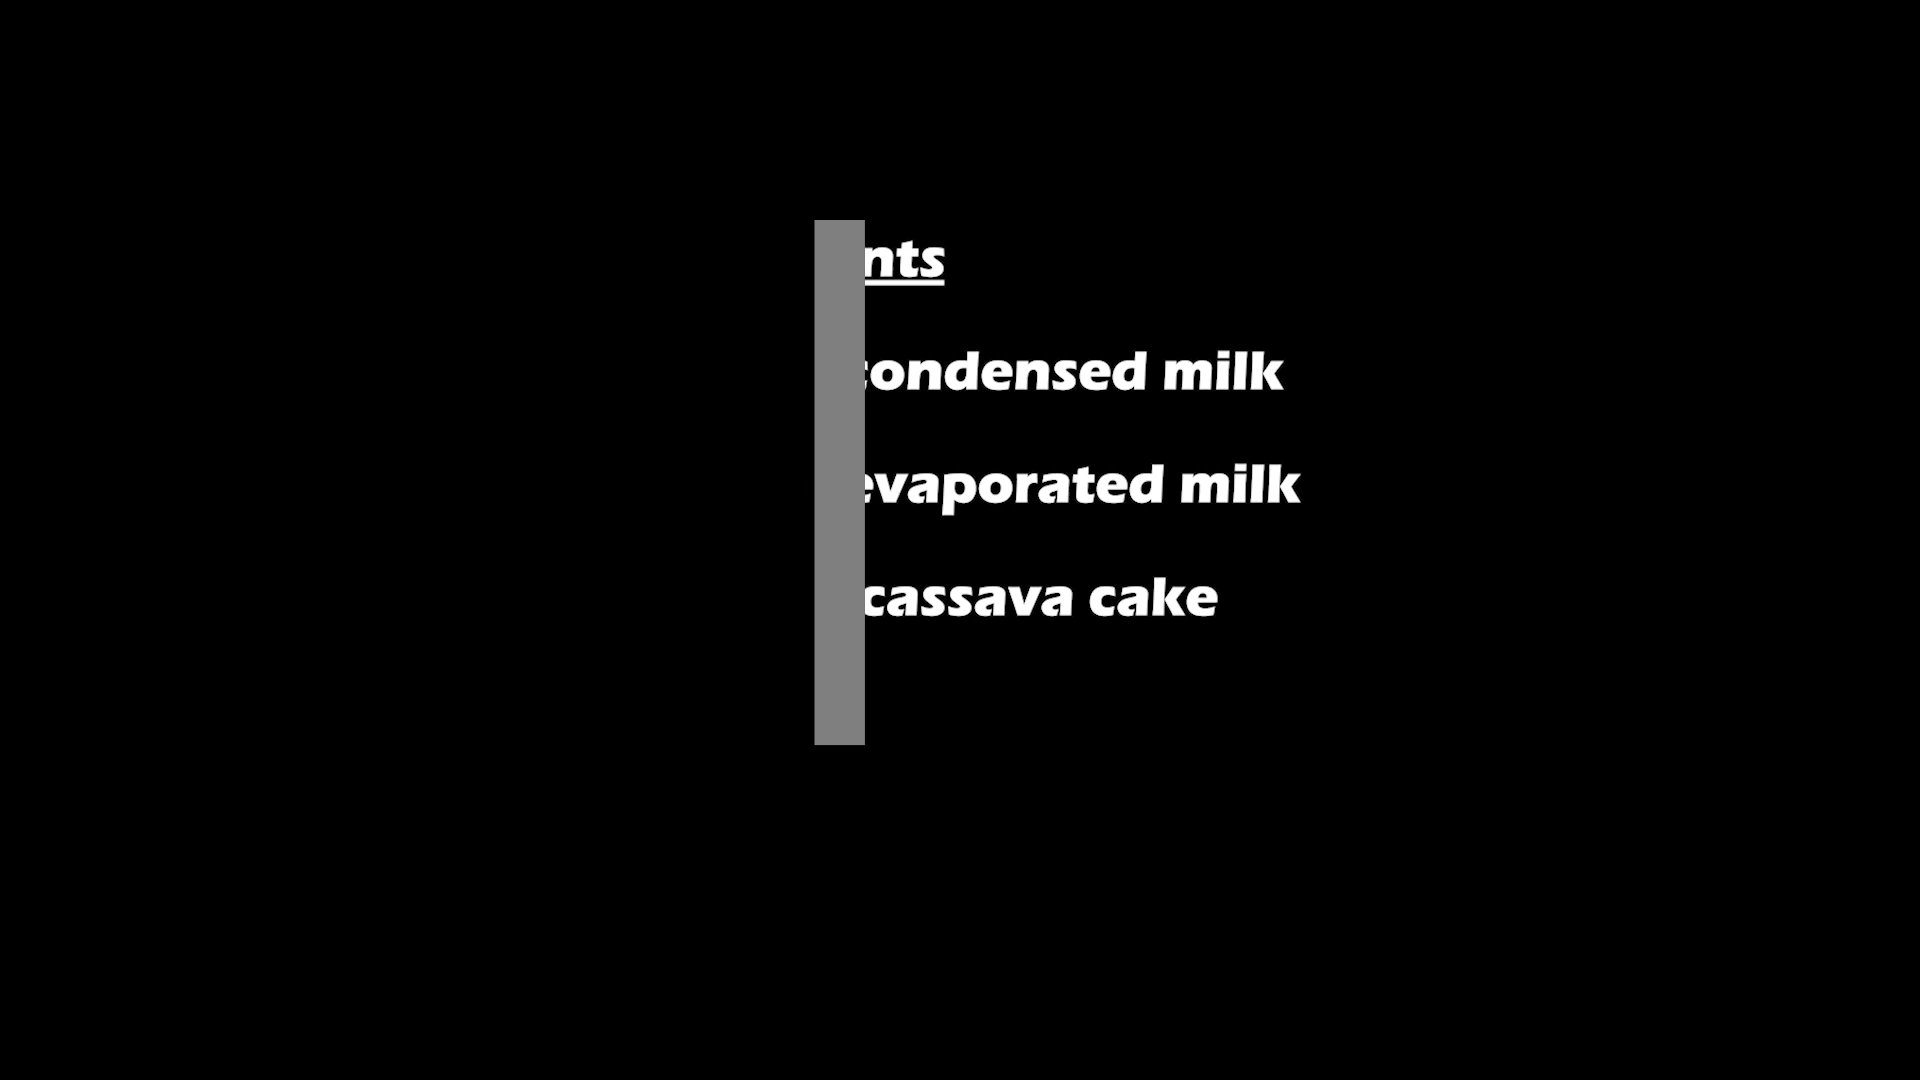 nts
condensed milk
evaporated milk
cassava cake